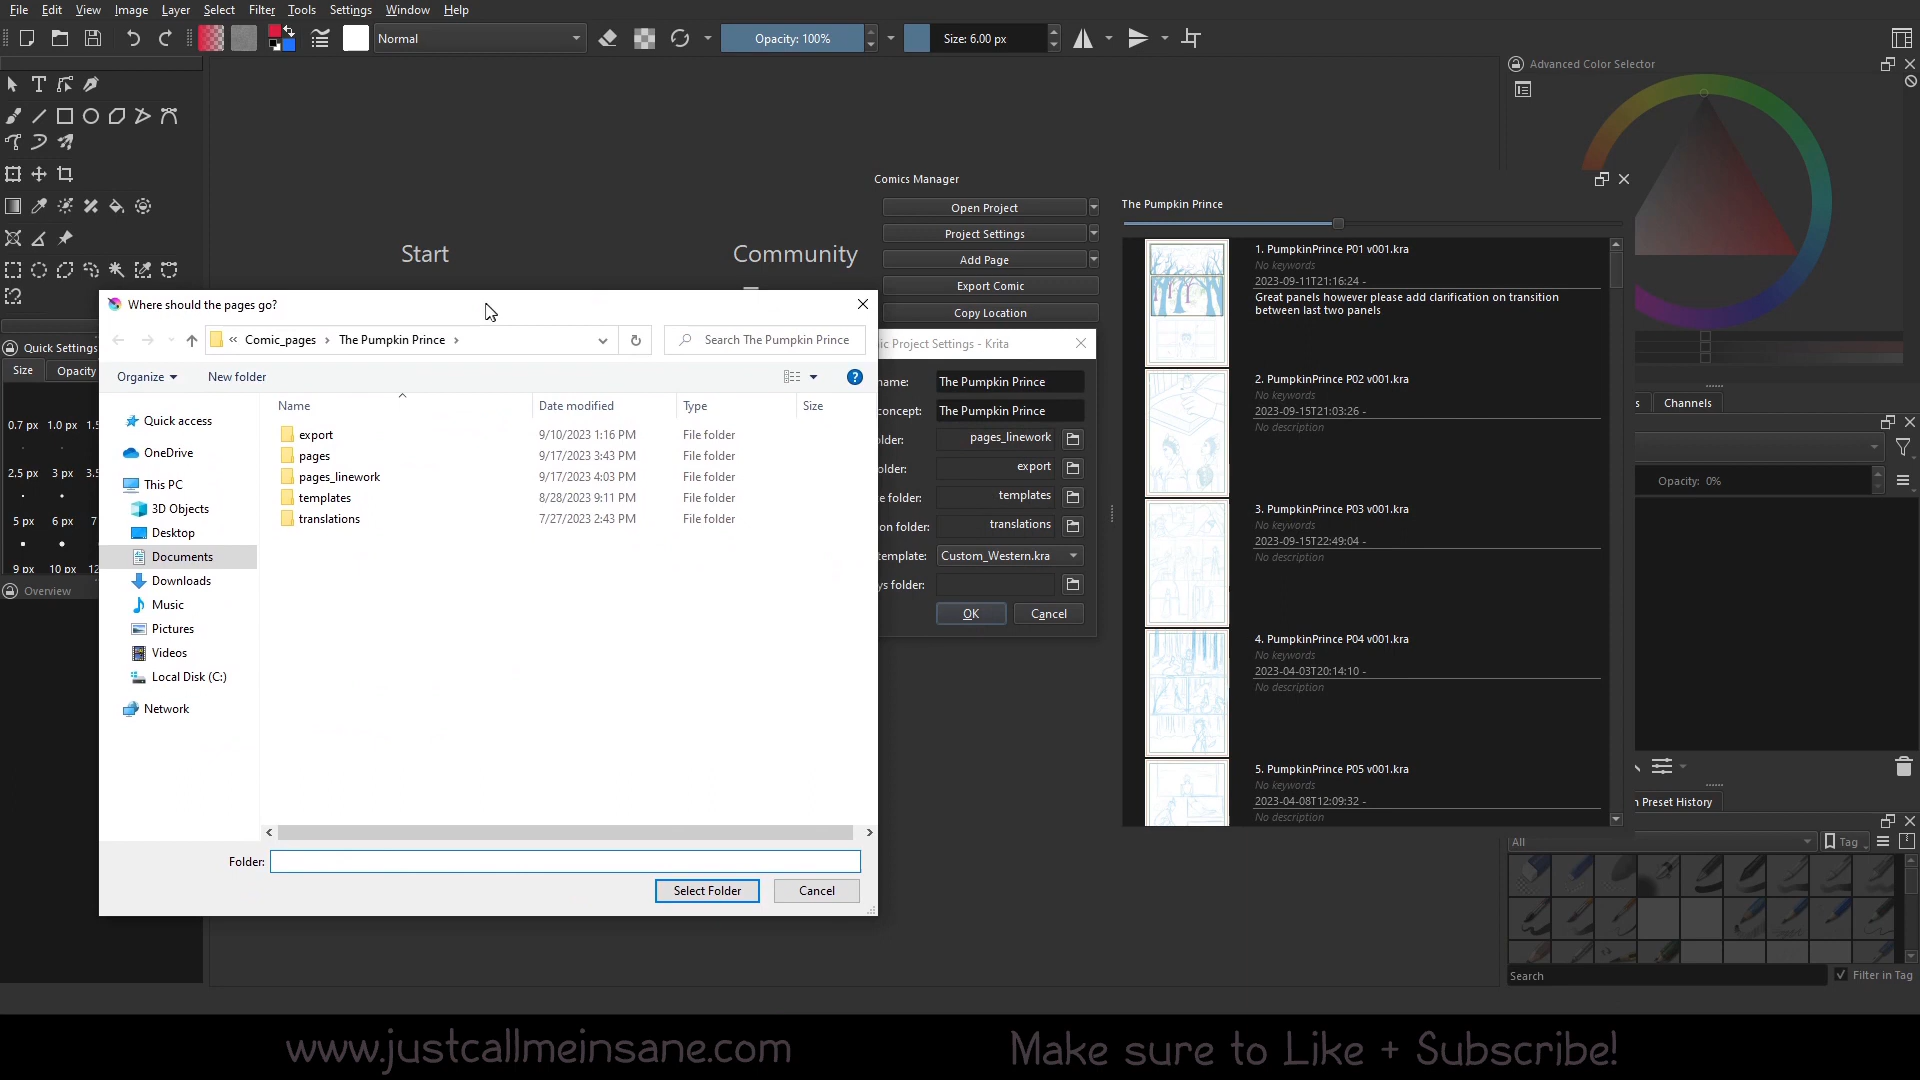 File Edit View Image Layer Select Filter Tools Settings Window Help
Normal
Opacity: 100%
Size: 6.00 px
Advanced Color Selector
Start
Community
Quick Settings
Size Opacity
0.7 px 1.0 px
2.5 px 3 px
5 px 6 px
9 px 10 px
Overview
Comics Manager
Open Project
Project Settings
Add Page
Export Comic
Copy Location
The Pumpkin Prince
1. PumpkinPrince P01 v001.kra
No keywords
2023-09-11T21:16:24 -
Great panels however please add clarification on transition
between last two panels
2. PumpkinPrince P02 v001.kra
No keywords
2023-09-15T21:03:26 -
No description
3. PumpkinPrince P03 v001.kra
No keywords
2023-09-15T22:49:04 -
No description
4. PumpkinPrince P04 v001.kra
No keywords
2023-04-03T20:14:10 -
No description
5. PumpkinPrince P05 v001.kra
No keywords
2023-04-08T12:09:32 -
No description
Project Settings - Krita
name: The Pumpkin Prince
concept: The Pumpkin Prince
pages_linework
export
folder: templates
folder: translations
Custom_Western.kra
folder:
OK Cancel
Where should the pages go?
« Comic_pages › The Pumpkin Prince ›
Search The Pumpkin Prince
Organize New folder
Name Date modified Type Size
export 9/10/2023 1:16 PM File folder
pages 9/17/2023 3:43 PM File folder
pages_linework 9/17/2023 4:03 PM File folder
templates 8/28/2023 9:11 PM File folder
translations 7/27/2023 2:43 PM File folder
Quick access
OneDrive
This PC
3D Objects
Desktop
Documents
Downloads
Music
Pictures
Videos
Local Disk (C:)
Network
Folder:
Select Folder Cancel
Channels
Opacity: 0%
Preset History
All
Tag
Search
Filter in Tag
www.justcallmeinsane.com
Make sure to Like + Subscribe!